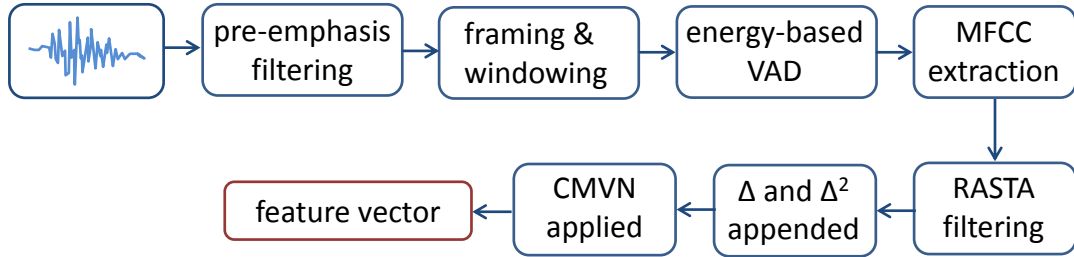 pre-emphasis
filtering
framing &
windowing
energy-based
VAD
MFCC
extraction
RASTA
filtering
Δ and Δ²
appended
CMVN
applied
feature vector